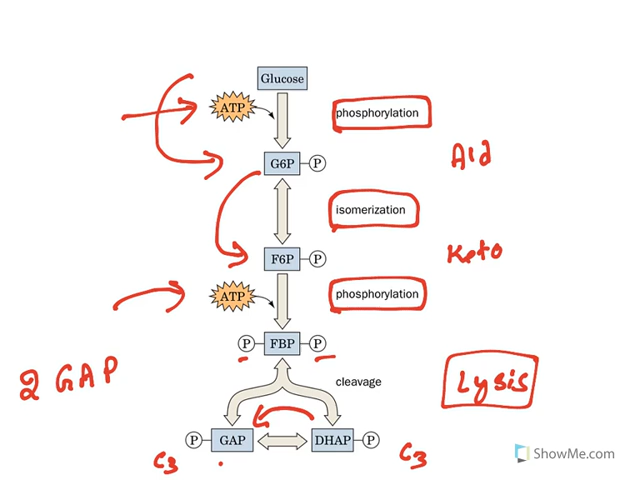 Glucose
ATP
phosphorylation
G6P P
Ald
isomerization
F6P P
Keto
ATP
phosphorylation
P FBP P
2 GAP
cleavage
Lysis
P GAP DHAP P
C3 C3
ShowMe.com